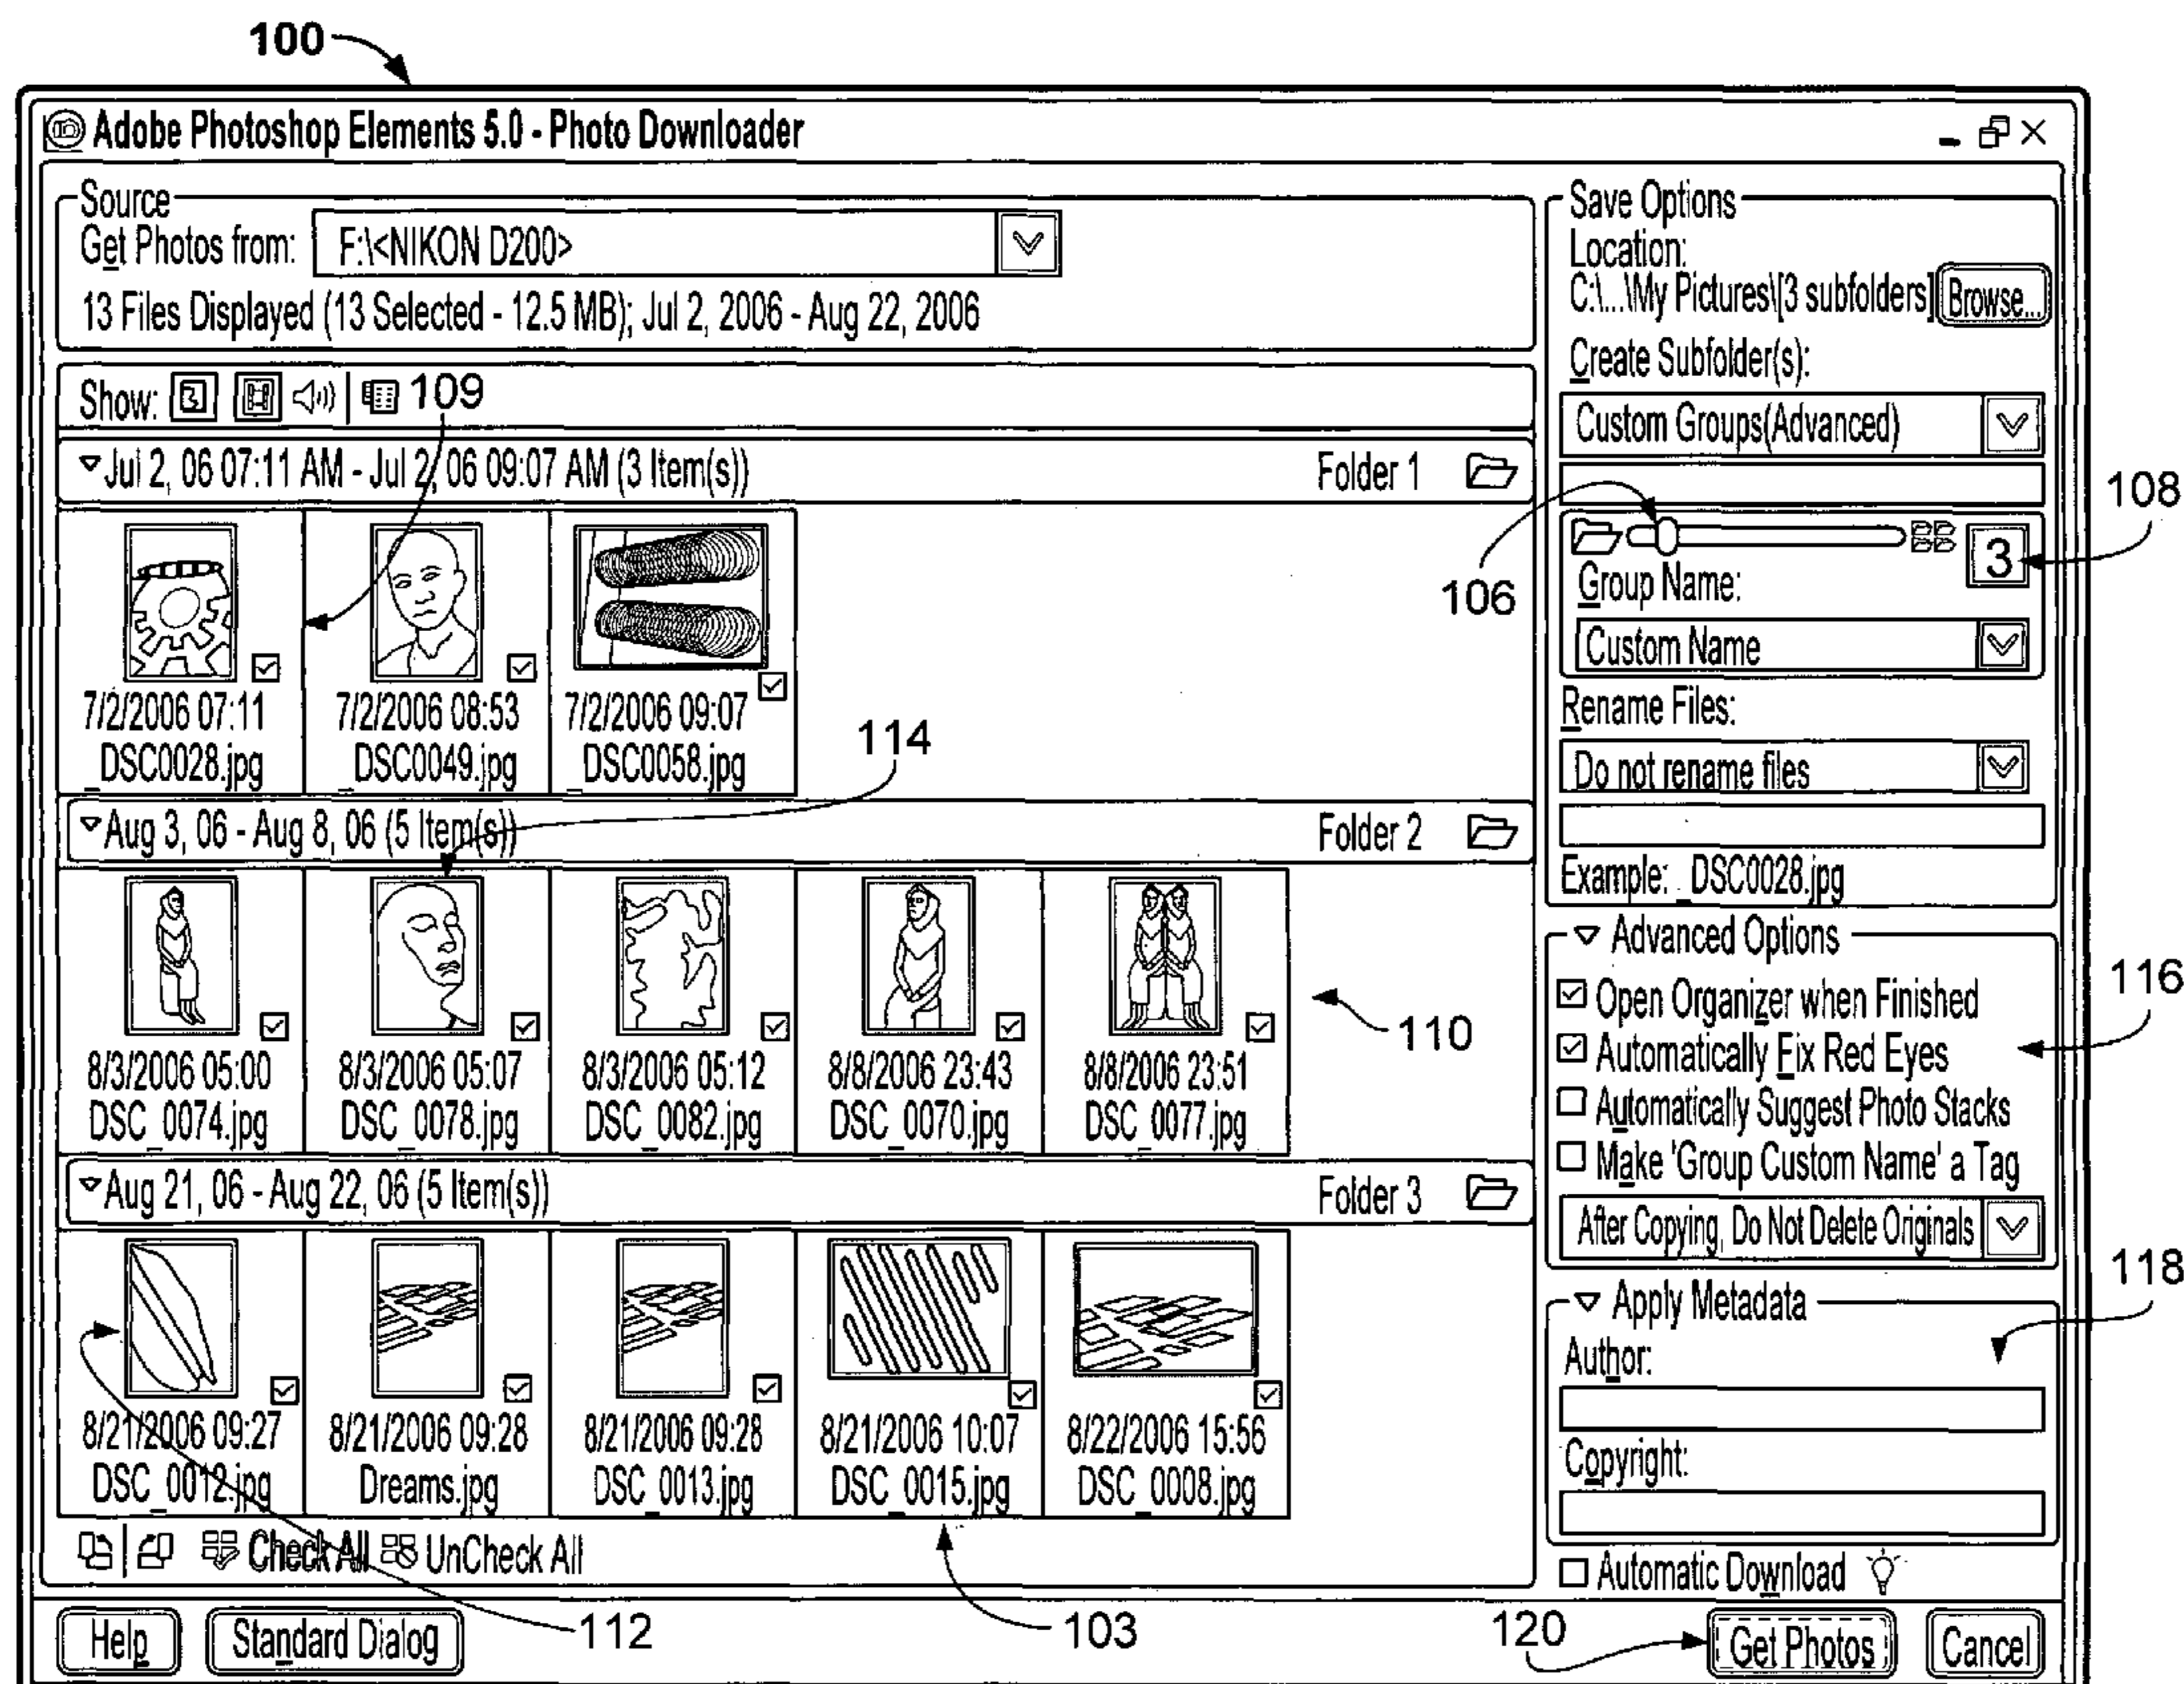 100
Adobe Photoshop Elements 5.0 - Photo Downloader
Source
Get Photos from: F:\<NIKON D200>
13 Files Displayed (13 Selected - 12.5 MB); Jul 2, 2006 - Aug 22, 2006
Show: 109
Jul 2, 06 07:11 AM - Jul 2, 06 09:07 AM (3 Item(s)) Folder 1
7/2/2006 07:11 7/2/2006 08:53 7/2/2006 09:07
_DSC0028.jpg _DSC0049.jpg _DSC0058.jpg
114
Aug 3, 06 - Aug 8, 06 (5 Item(s)) Folder 2
110
8/3/2006 05:00 8/3/2006 05:07 8/3/2006 05:12 8/8/2006 23:43 8/8/2006 23:51
DSC_0074.jpg DSC_0078.jpg DSC_0082.jpg DSC_0070.jpg DSC_0077.jpg
Aug 21, 06 - Aug 22, 06 (5 Item(s)) Folder 3
8/21/2006 09:27 8/21/2006 09:28 8/21/2006 09:28 8/21/2006 10:07 8/22/2006 15:56
DSC_0012.jpg Dreams.jpg DSC_0013.jpg DSC_0015.jpg DSC_0008.jpg
Check All UnCheck All
Save Options
Location:
C:\...\My Pictures\[3 subfolders] Browse...
Create Subfolder(s):
Custom Groups(Advanced)
108
3
106
Group Name:
Custom Name
Rename Files:
Do not rename files
Example: _DSC0028.jpg
Advanced Options
116
Open Organizer when Finished
Automatically Fix Red Eyes
Automatically Suggest Photo Stacks
Make 'Group Custom Name' a Tag
After Copying, Do Not Delete Originals
118
Apply Metadata
Author:
Copyright:
Automatic Download
Help Standard Dialog 112 103 120 Get Photos Cancel